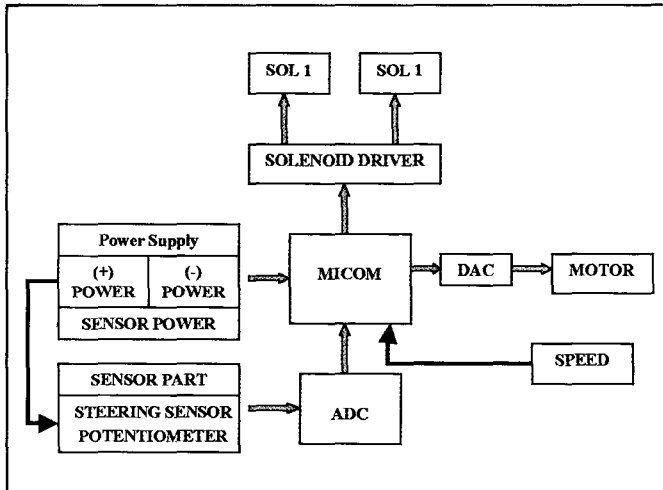 SOL 1
SOL 1
SOLENOID DRIVER
Power Supply
(+)
POWER
(-)
POWER
SENSOR POWER
MICOM
DAC
MOTOR
SPEED
SENSOR PART
STEERING SENSOR
POTENTIOMETER
ADC